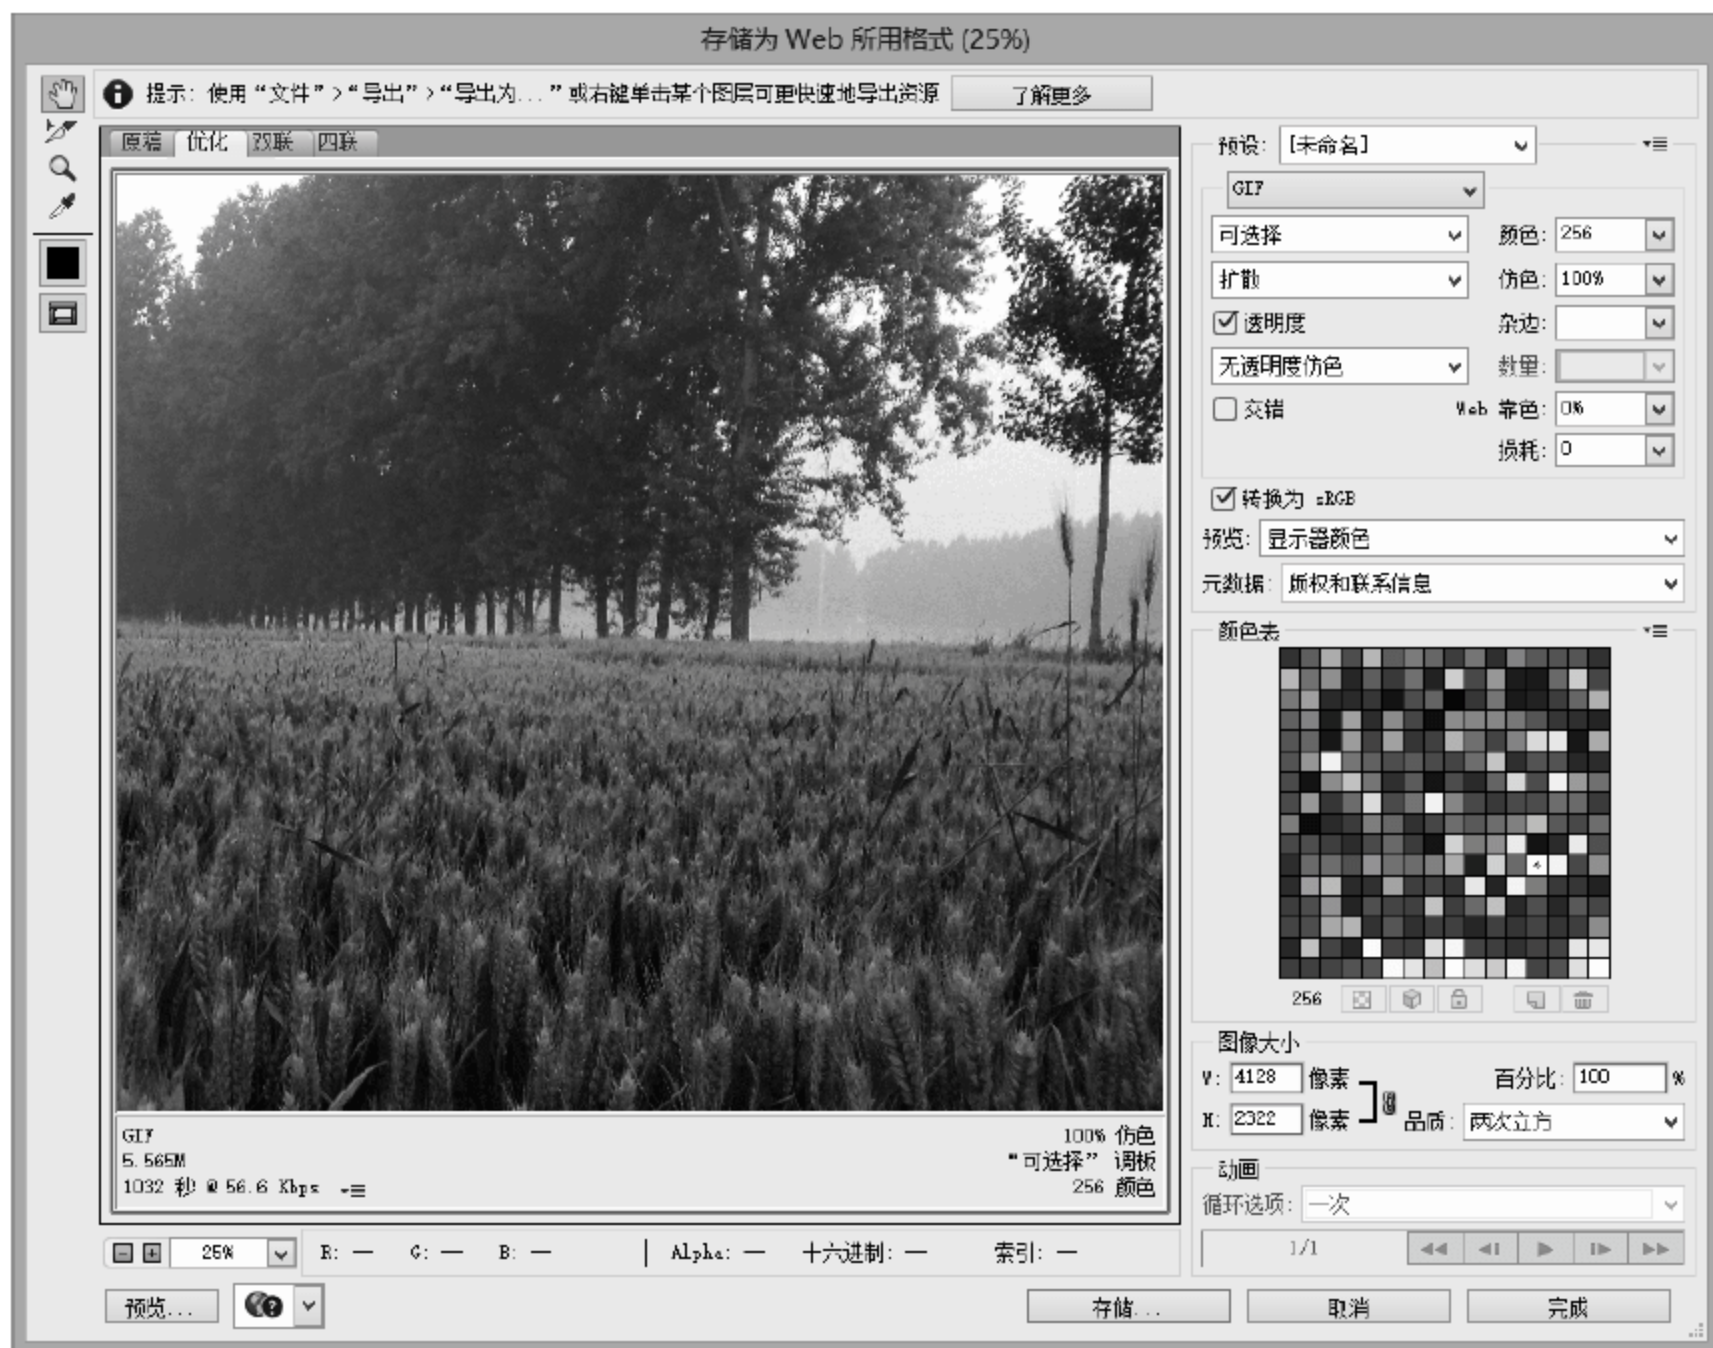 存储为 Web 所用格式 (25%)
提示: 使用“文件”>“导出”>“导出为...”或右键单击某个图层可更快速地导出资源
了解更多
原稿 优化 双联 四联
预设: [未命名]
GIF
可选择 颜色: 256
扩散 仿色: 100%
透明度 杂边:
无透明度仿色 数量:
交错 Web 靠色: 0%
损耗: 0
转换为 sRGB
预览: 显示器颜色
元数据: 版权和联系信息
颜色表
256
图像大小
W: 4128 像素 百分比: 100 %
H: 2322 像素 品质: 两次立方
动画
循环选项: 一次
1/1
GIF 100% 仿色
5.565M “可选择” 调板
1032 秒 @ 56.6 Kbps 256 颜色
25% R: — G: — B: — Alpha: — 十六进制: — 索引: —
预览... 存储... 取消 完成